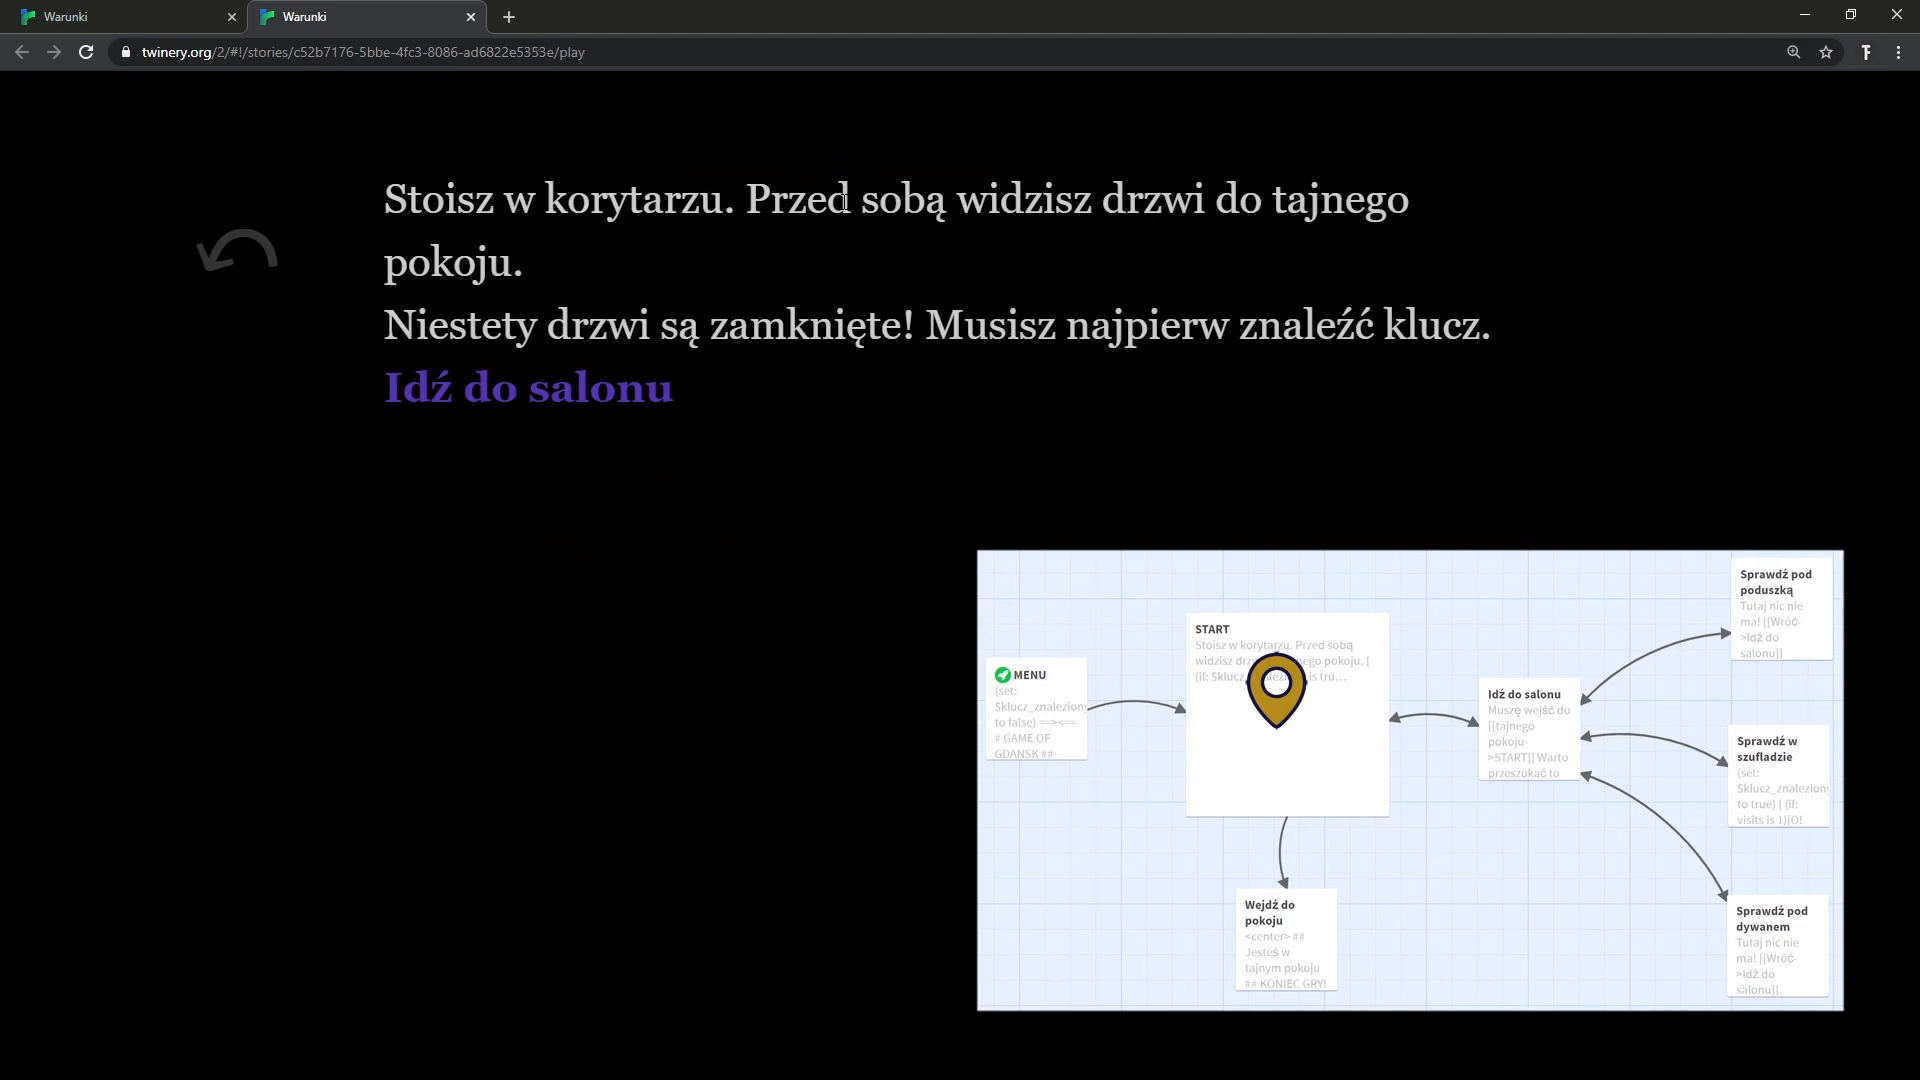 Warunki
Warunki
twinery.org/2/#!/stories/c52b7176-5bbe-4fc3-8086-ad6822e5353e/play
Stoisz w korytarzu. Przed sobą widzisz drzwi do tajnego
pokoju.
Niestety drzwi są zamknięte! Musisz najpierw znaleźć klucz.
Idź do salonu
MENU
(set:
$klucz_znaleziony
to false) ==><==
# GAME OF
GDANSK ##
START
Stoisz w korytarzu. Przed sobą
widzisz pokoju. {
(if: is tru...
Wejdź do
pokoju
<center> ##
Jesteś w
tajnym pokoju
## KONIEC GRY!
Idź do salonu
Muszę wejść do
[[tajnego
pokoju-
>START]] Warto
przeszukać to
Sprawdź pod
poduszką
Tutaj nic nie
ma! [[Wróć-
>Idź do
salonu]]
Sprawdź w
szufladzie
(set:
$klucz_znaleziony
to true) { (if:
visits is 1)[O!
Sprawdź pod
dywanem
Tutaj nic nie
ma! [[Wróć-
>Idź do
salonu]]